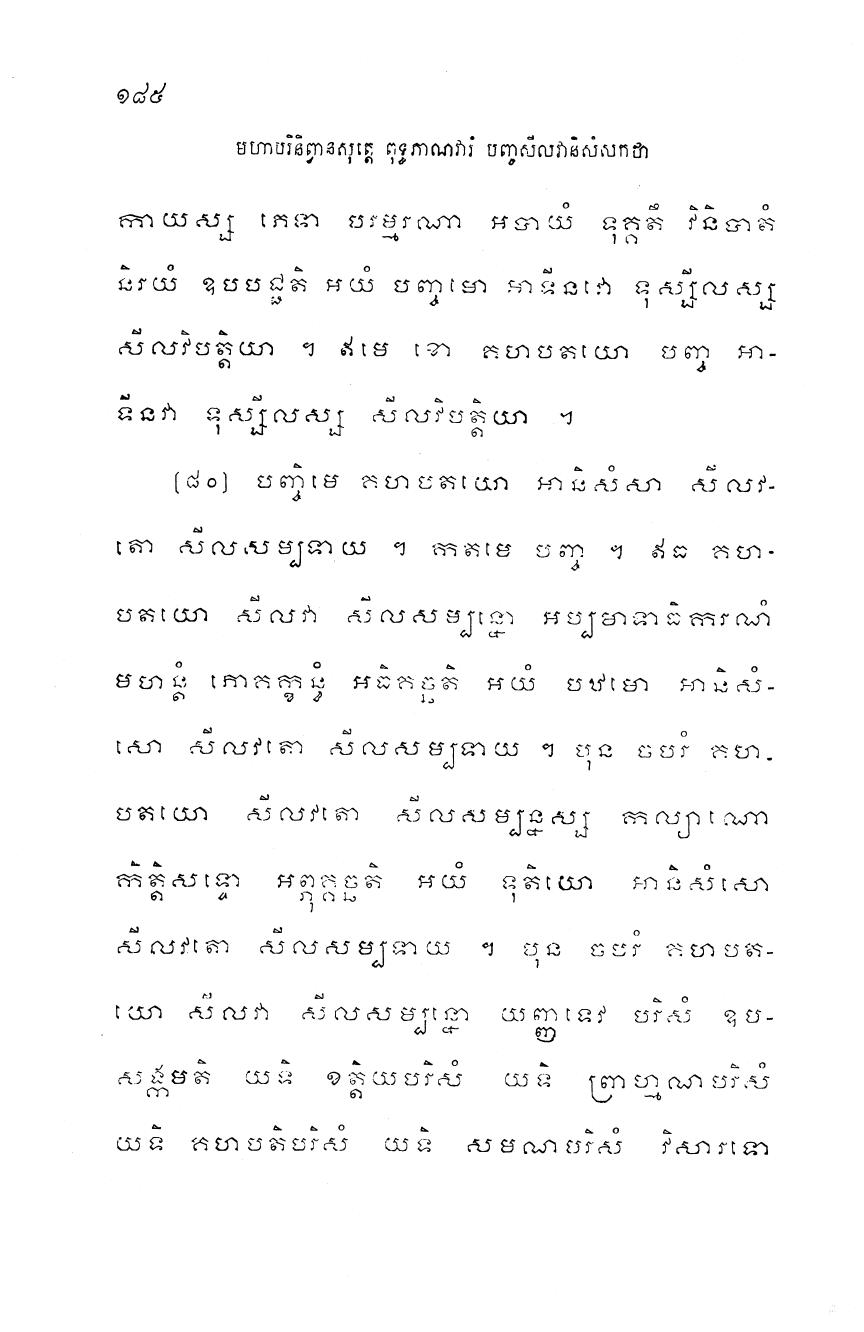 ១៨៥
មហាបរិនិព្វានសុត្តេ ពុទ្ធភាណវារំ បញ្ចសីលវានិសំសកថា
កាយស្ស ភេទា បរម្មរណា អបាយំ ទុគ្គតឹ វិនិបាតំ
និរយំ ឧបបជ្ជតិ អយំ បញ្ចមោ អាទីនវោ ទុស្សីលស្ស
សីលវិបត្តិយា ។ ឥមេ ខោ គហបតយោ បញ្ច អា-
ទីនវា ទុស្សីលស្ស សីលវិបត្តិយា ។
[៨០] បញ្ចិមេ គហបតយោ អានិសំសា សីលវ-
តោ សីលសម្បទាយ ។ កតមេ បញ្ច ។ ឥធ គហ-
បតយោ សីលវា សីលសម្បន្នោ អប្បមាទាធិការណំ
មហន្តំ ភោគក្ខន្ធំ អធិគច្ឆតិ អយំ បឋមោ អានិសំ-
សោ សីលវតោ សីលសម្បទាយ ។ បុន ចបរំ គហ-
បតយោ សីលវតោ សីលសម្បន្នស្ស កល្យាណោ
កិត្តិសទ្ទោ អព្ភុគ្គច្ឆតិ អយំ ទុតិយោ អានិសំសោ
សីលវតោ សីលសម្បទាយ ។ បុន ចបរំ គហបត-
យោ សីលវា សីលសម្បន្នោ យញ្ញទេវ បរិសំ ឧប-
សង្កមតិ យទិ ខត្តិយបរិសំ យទិ ព្រាហ្មណបរិសំ
យទិ គហបតិបរិសំ យទិ សមណបរិសំ វិសារទោ